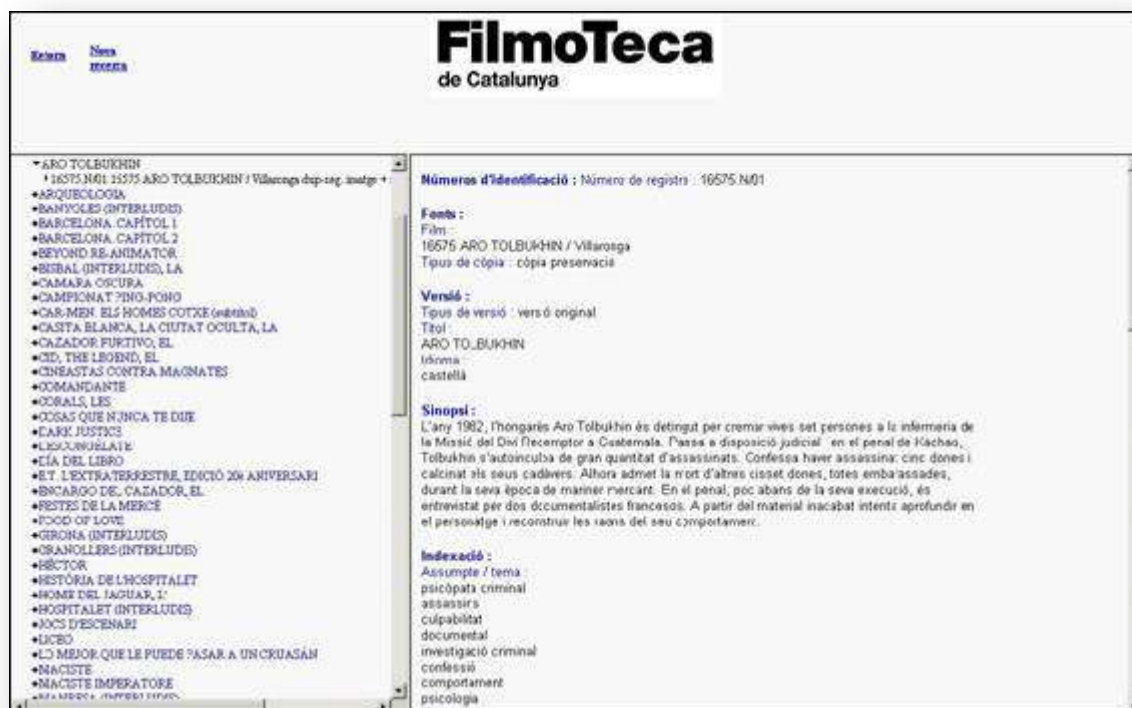 Retorn
Nova
recerca
FilmoTeca
de Catalunya
ARO TOLBUKHIN
16575.N/01 16575 ARO TOLBUKHIN / Villaronga dup-neg. imatge +
ARQUEOLOGIA
BANYOLES (INTERLUDIS)
BARCELONA. CAPÍTOL 1
BARCELONA. CAPÍTOL 2
BEYOND RE-ANIMATOR
BISBAL (INTERLUDIS), LA
CAMARA OSCURA
CAMPIONAT PING-PONG
CAR-MEN. ELS HOMES COTXE (subtítol)
CASITA BLANCA, LA CIUTAT OCULTA, LA
CAZADOR FURTIVO, EL
CID, THE LEGEND, EL
CINEASTAS CONTRA MAGNATES
COMANDANTE
CORALS, LES
COSAS QUE NUNCA TE DIJE
DARK JUSTICE
DESCONGÉLATE
DÍA DEL LIBRO
E.T. L'EXTRATERRESTRE, EDICIÓ 20è ANIVERSARI
ENCARGO DEL CAZADOR, EL
FESTES DE LA MERCÈ
FOOD OF LOVE
GIRONA (INTERLUDIS)
GRANOLLERS (INTERLUDIS)
HÉCTOR
HISTÒRIA DE L'HOSPITALET
HOME DEL JAGUAR, L'
HOSPITALET (INTERLUDIS)
JOCS D'ESCENARI
LICEO
LO MEJOR QUE LE PUEDE PASAR A UN CRUASÁN
MACISTE
MACISTE IMPERATORE
MANRESA (INTERLUDIS)
Números d'identificació : Número de registre : 16575.N/01
Fonts :
Film :
16575 ARO TOLBUKHIN / Villaronga
Tipus de còpia : còpia preservació
Versió :
Tipus de versió : versió original
Títol :
ARO TOLBUKHIN
Idioma :
castellà
Sinopsi :
L'any 1982, l'hongarès Aro Tolbukhin és detingut per cremar vives set persones a la infermeria de
la Missió del Diví Redemptor a Guatemala. Passa a disposició judicial en el penal de Kachao,
Tolbukhin s'autoinculpa de gran quantitat d'assassinats. Confessa haver assassinat cinc dones i
calcinat els seus cadàvers. Alhora admet la mort d'altres disset dones, totes embarassades,
durant la seva època de mariner mercant. En el penal, poc abans de la seva execució, és
entrevistat per dos documentalistes francesos. A partir del material inacabat intenta aprofundir en
el personatge i reconstruir les raons del seu comportament.
Indexació :
Assumpte / tema :
psicòpata criminal
assassins
culpabilitat
documental
investigació criminal
confessió
comportament
psicologia